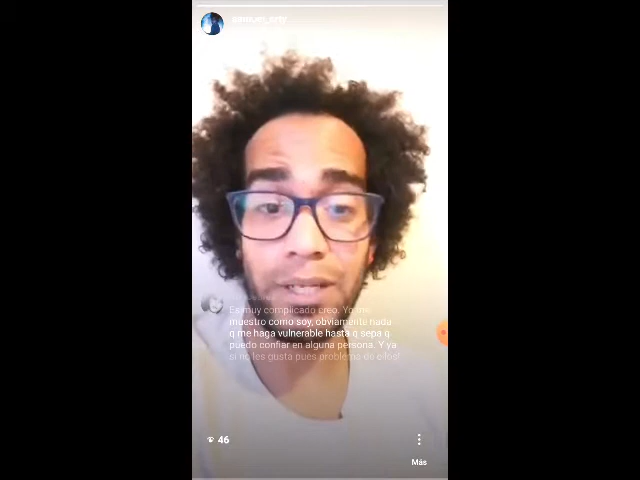 Es muy complicado creo. Yo me
muestro como soy, obviamente nada
q me haga vulnerable hasta q sepa q
puedo confiar en alguna persona. Y ya
si no les gusta pues problema de ellos!
46
Más